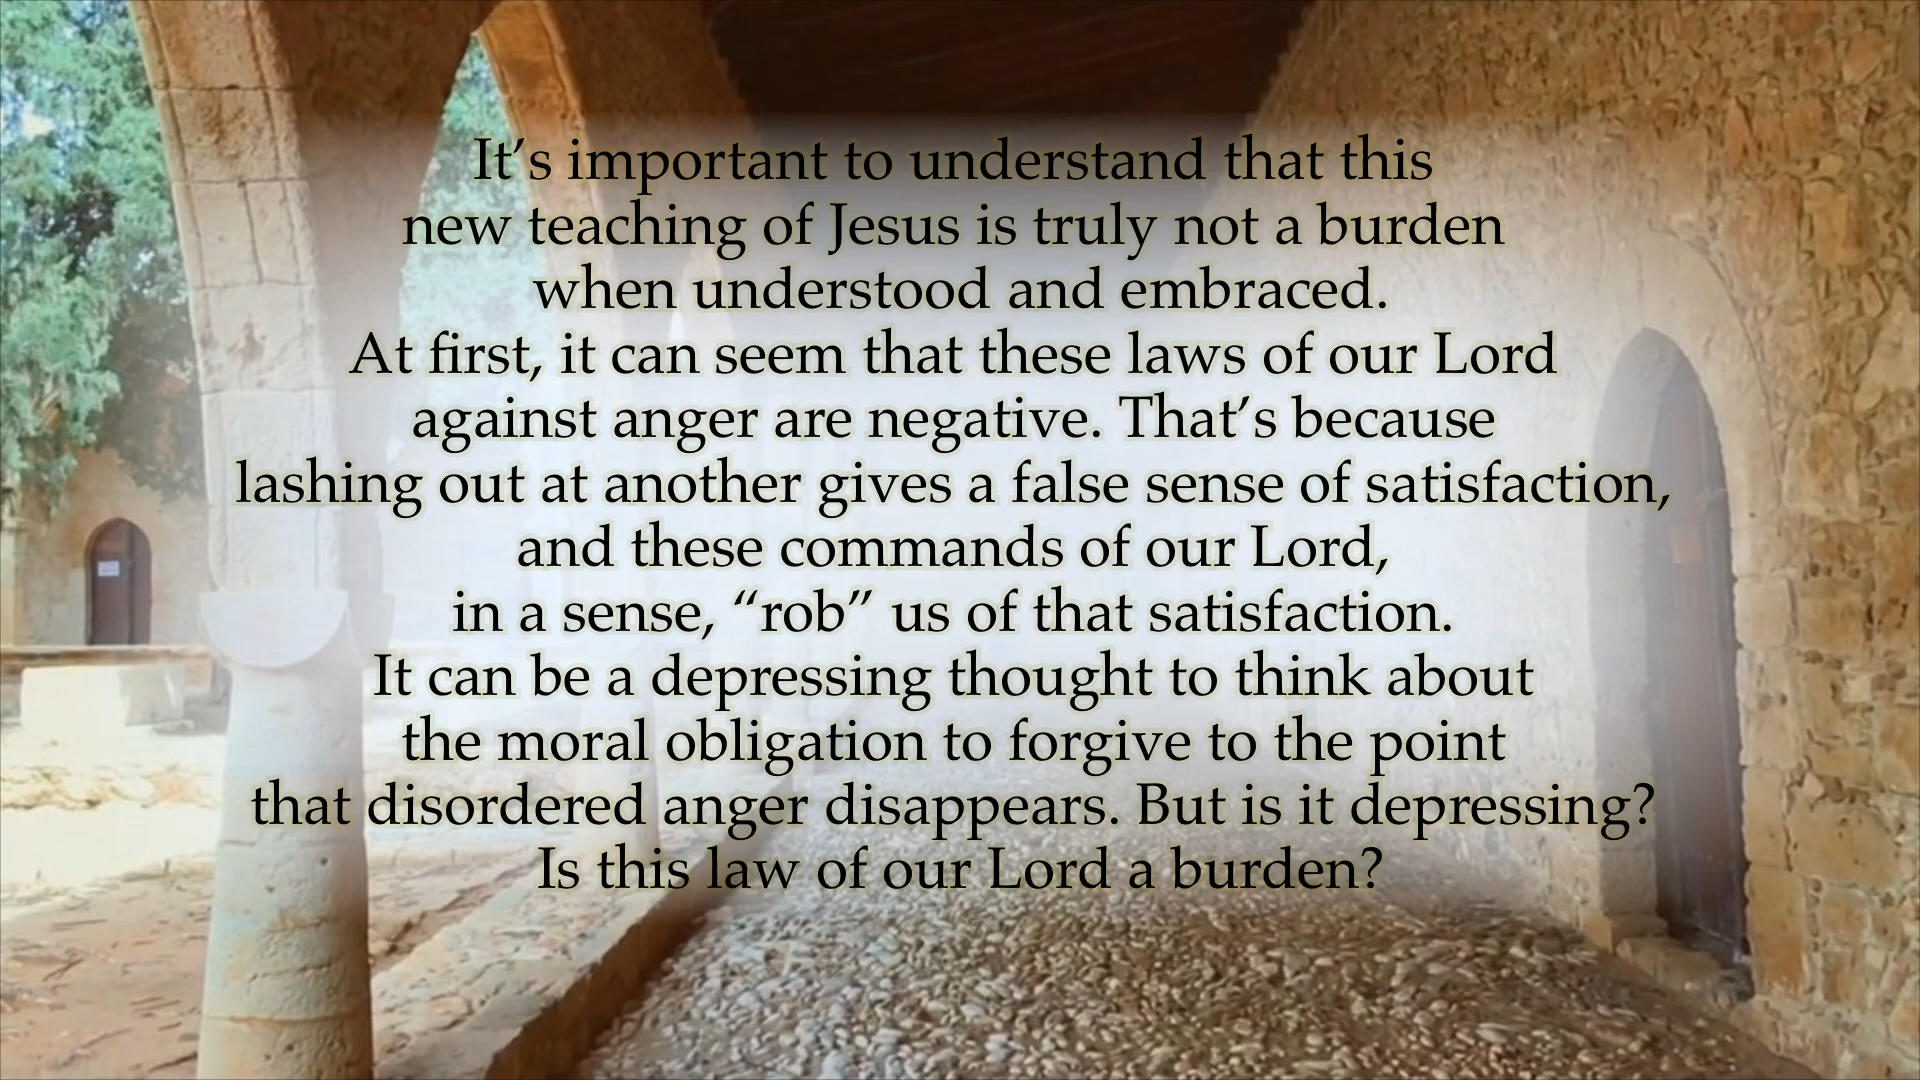 It’s important to understand that this
new teaching of Jesus is truly not a burden
when understood and embraced.
At first, it can seem that these laws of our Lord
against anger are negative. That’s because
lashing out at another gives a false sense of satisfaction,
and these commands of our Lord,
in a sense, “rob” us of that satisfaction.
It can be a depressing thought to think about
the moral obligation to forgive to the point
that disordered anger disappears. But is it depressing?
Is this law of our Lord a burden?